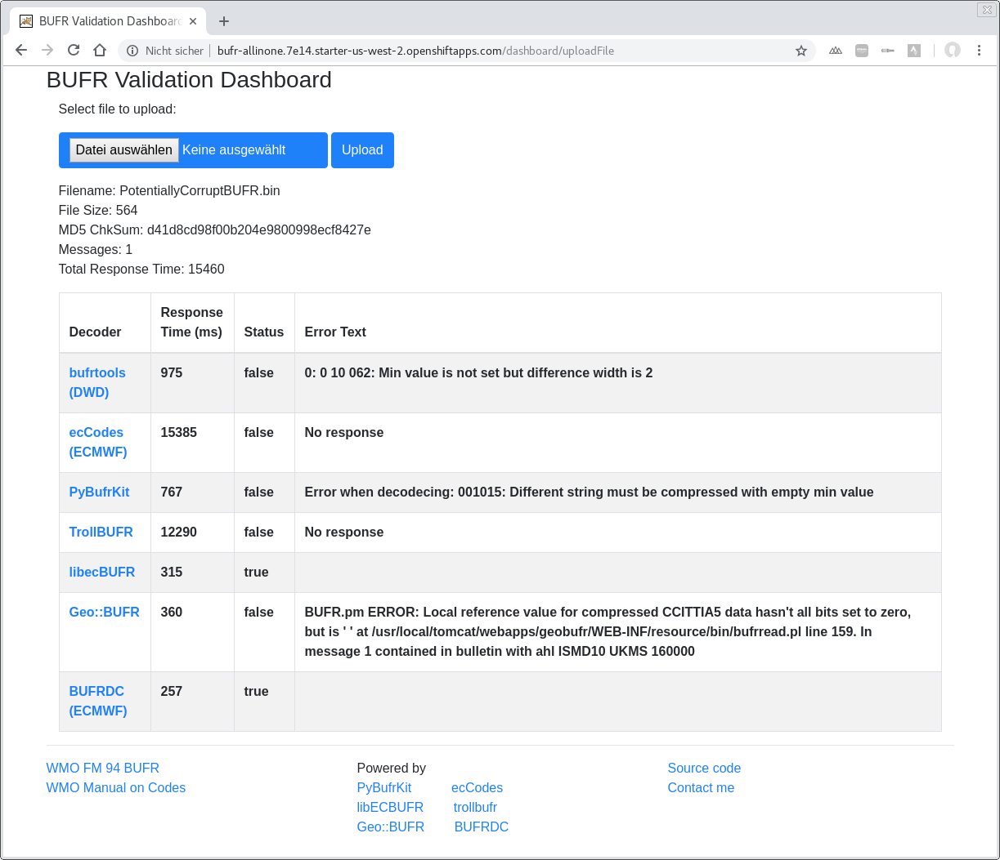 BUFR Validation Dashboard
Nicht sicher | bufr-allinone.7e14.starter-us-west-2.openshiftapps.com/dashboard/uploadFile
BUFR Validation Dashboard
Select file to upload:
Datei auswählen Keine ausgewählt Upload
Filename: PotentiallyCorruptBUFR.bin
File Size: 564
MD5 ChkSum: d41d8cd98f00b204e9800998ecf8427e
Messages: 1
Total Response Time: 15460
Decoder Response Time (ms) Status Error Text
bufrtools (DWD) 975 false 0: 0 10 062: Min value is not set but difference width is 2
ecCodes (ECMWF) 15385 false No response
PyBufrKit 767 false Error when decodecing: 001015: Different string must be compressed with empty min value
TrollBUFR 12290 false No response
libecBUFR 315 true
Geo::BUFR 360 false BUFR.pm ERROR: Local reference value for compressed CCITTIA5 data hasn't all bits set to zero,
but is ' ' at /usr/local/tomcat/webapps/geobufr/WEB-INF/resource/bin/bufrread.pl line 159. In
message 1 contained in bulletin with ahl ISMD10 UKMS 160000
BUFRDC (ECMWF) 257 true
WMO FM 94 BUFR
WMO Manual on Codes
Powered by
PyBufrKit ecCodes
libECBUFR trollbufr
Geo::BUFR BUFRDC
Source code
Contact me